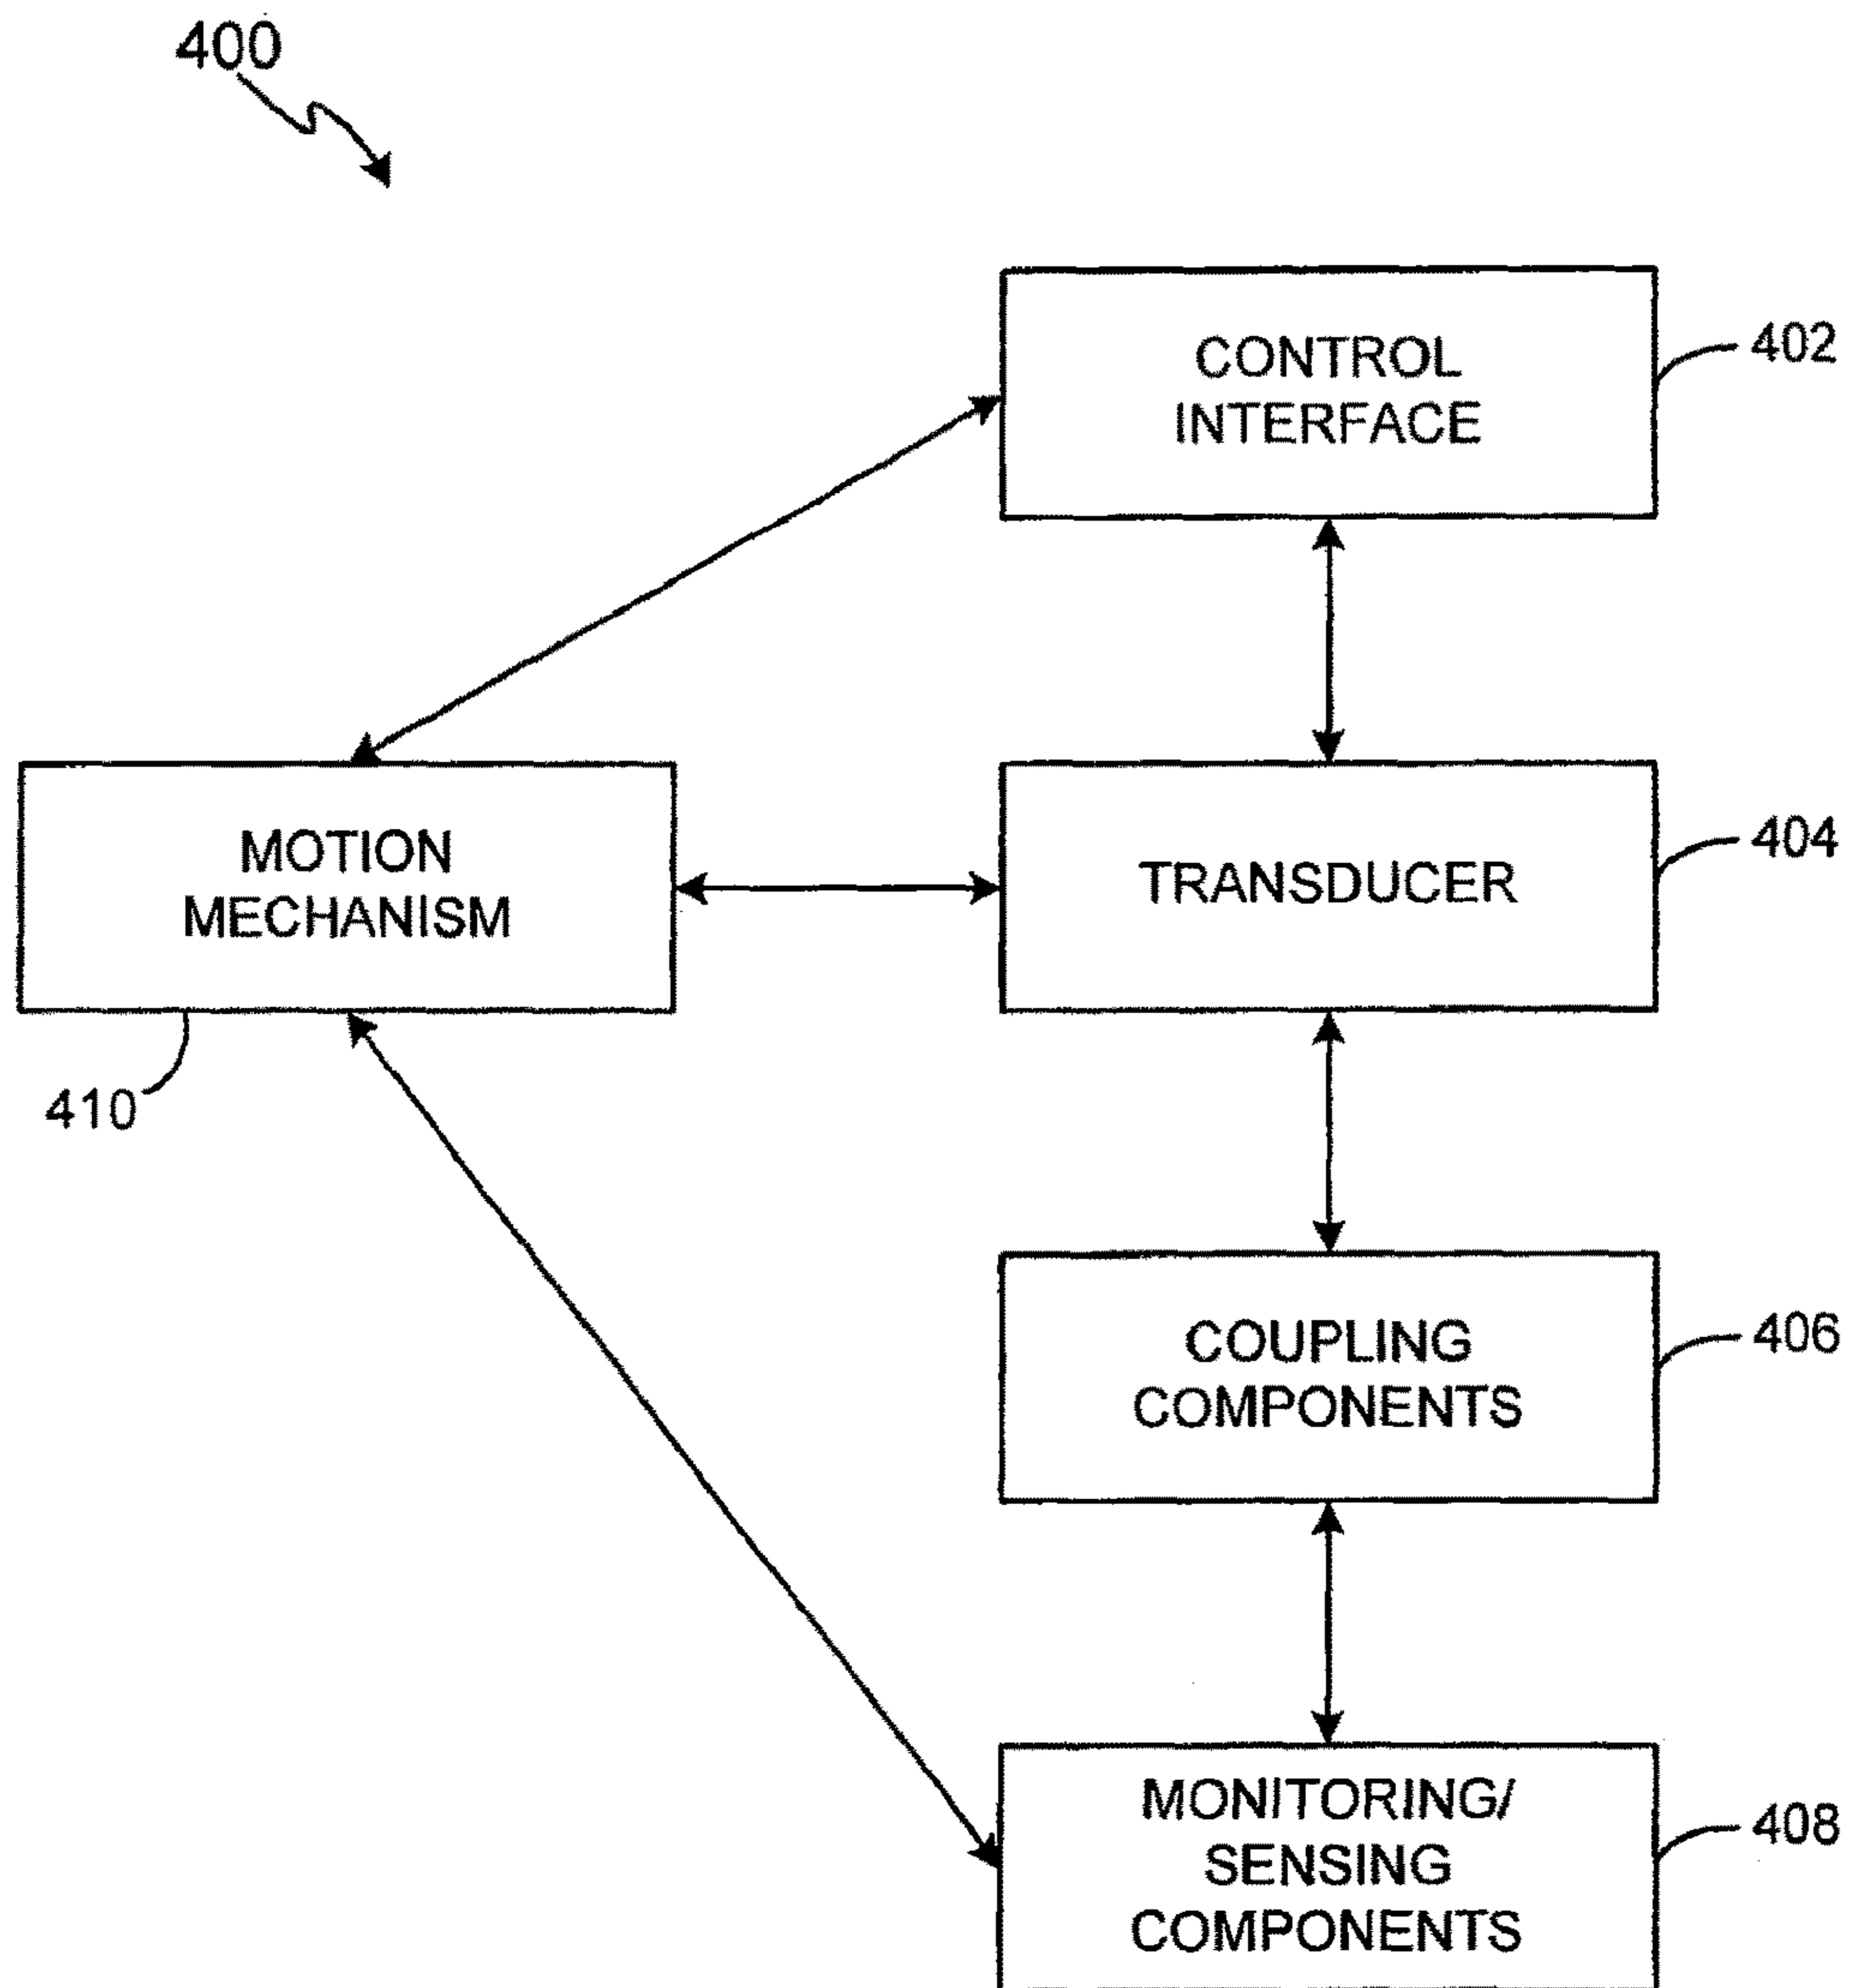 400
CONTROL
INTERFACE
402
MOTION
MECHANISM
410
TRANSDUCER
404
COUPLING
COMPONENTS
406
MONITORING/
SENSING
COMPONENTS
408